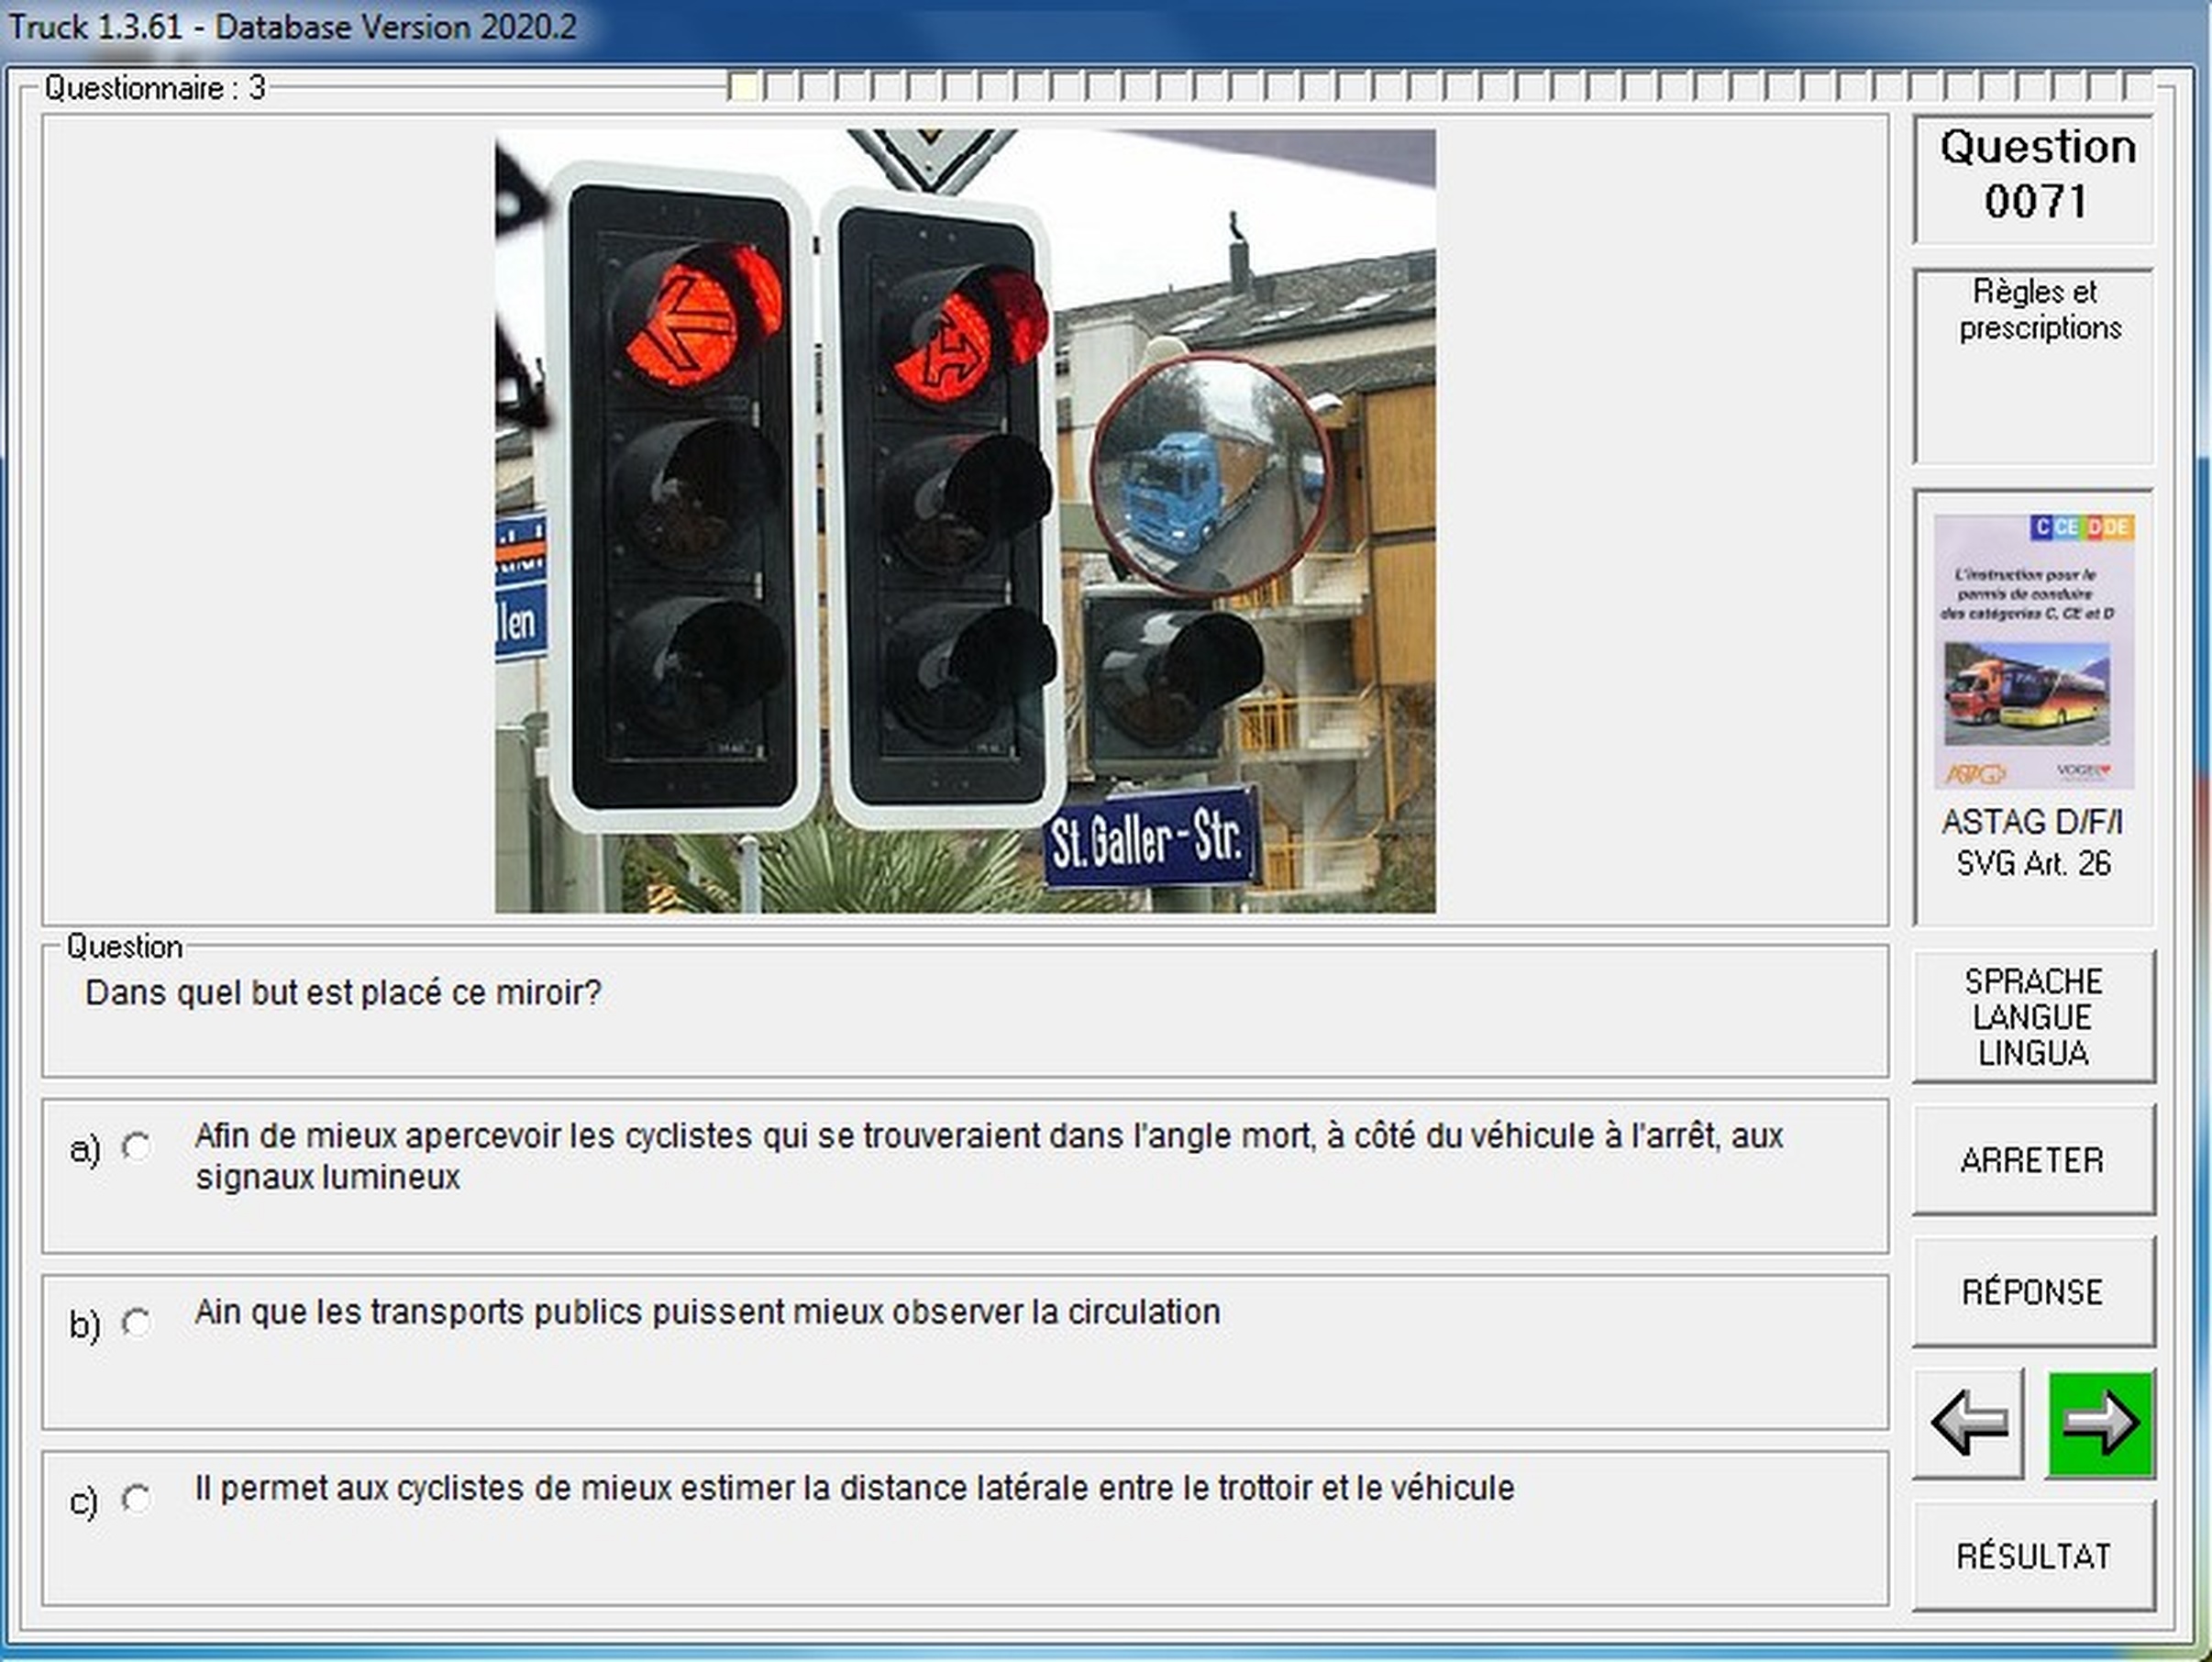 Truck 1.3.61 - Database Version 2020.2
Questionnaire : 3
Question
0071
Règles et
prescriptions
llen
St. Galler-Str.
C CE D DE
L'instruction pour le
permis de conduire
des catégories C, CE et D
ASTAG
VOGEL
ASTAG D/F/I
SVG Art. 26
Question
Dans quel but est placé ce miroir?
a) Afin de mieux apercevoir les cyclistes qui se trouveraient dans l'angle mort, à côté du véhicule à l'arrêt, aux
signaux lumineux
b) Ain que les transports publics puissent mieux observer la circulation
c) Il permet aux cyclistes de mieux estimer la distance latérale entre le trottoir et le véhicule
SPRACHE
LANGUE
LINGUA
ARRETER
RÉPONSE
RÉSULTAT